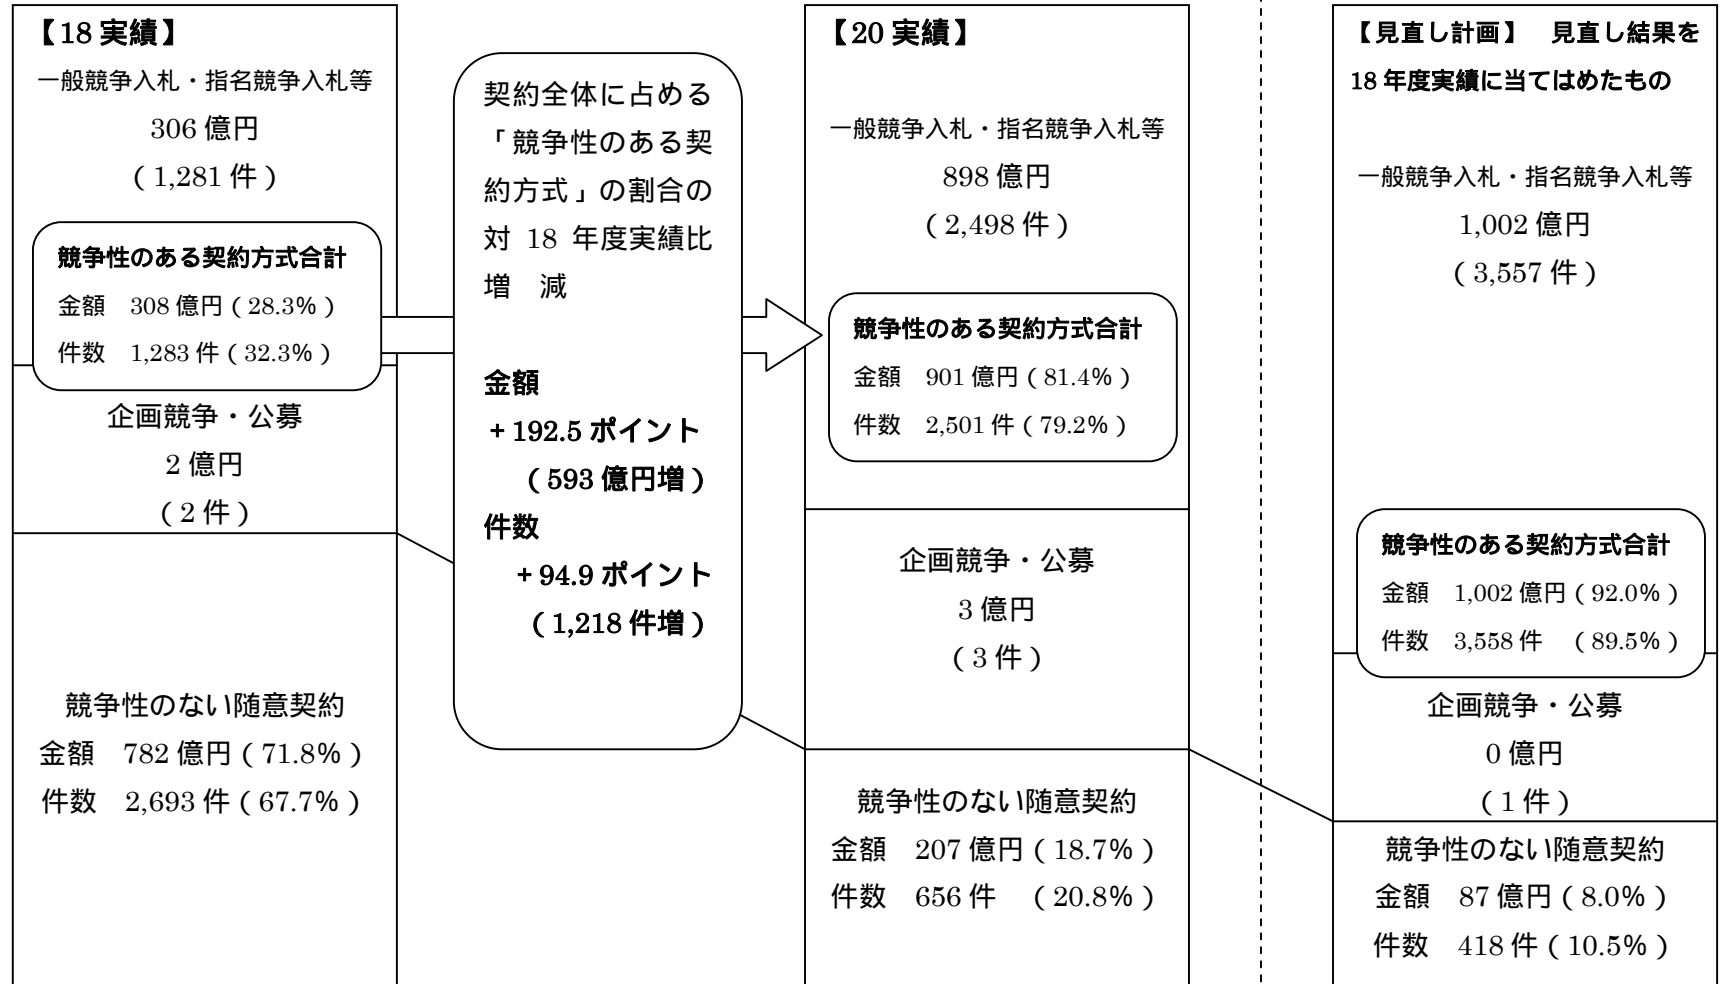 【18 実績】
一般競争入札・指名競争入札等
306 億円
(1,281 件)
競争性のある契約方式合計
金額 308 億円(28.3%)
件数 1,283 件(32.3%)
企画競争・公募
2 億円
(2 件)
競争性のない随意契約
金額 782 億円(71.8%)
件数 2,693 件(67.7%)
契約全体に占める
「競争性のある契
約方式」の割合の
対 18 年度実績比
増 減
金額
+192.5 ポイント
(593 億円増)
件数
+94.9 ポイント
(1,218 件増)
【20 実績】
一般競争入札・指名競争入札等
898 億円
(2,498 件)
競争性のある契約方式合計
金額 901 億円(81.4%)
件数 2,501 件(79.2%)
企画競争・公募
3 億円
(3 件)
競争性のない随意契約
金額 207 億円(18.7%)
件数 656 件 (20.8%)
【見直し計画】 見直し結果を
18 年度実績に当てはめたもの
一般競争入札・指名競争入札等
1,002 億円
(3,557 件)
競争性のある契約方式合計
金額 1,002 億円(92.0%)
件数 3,558 件 (89.5%)
企画競争・公募
0 億円
(1 件)
競争性のない随意契約
金額 87 億円(8.0%)
件数 418 件(10.5%)